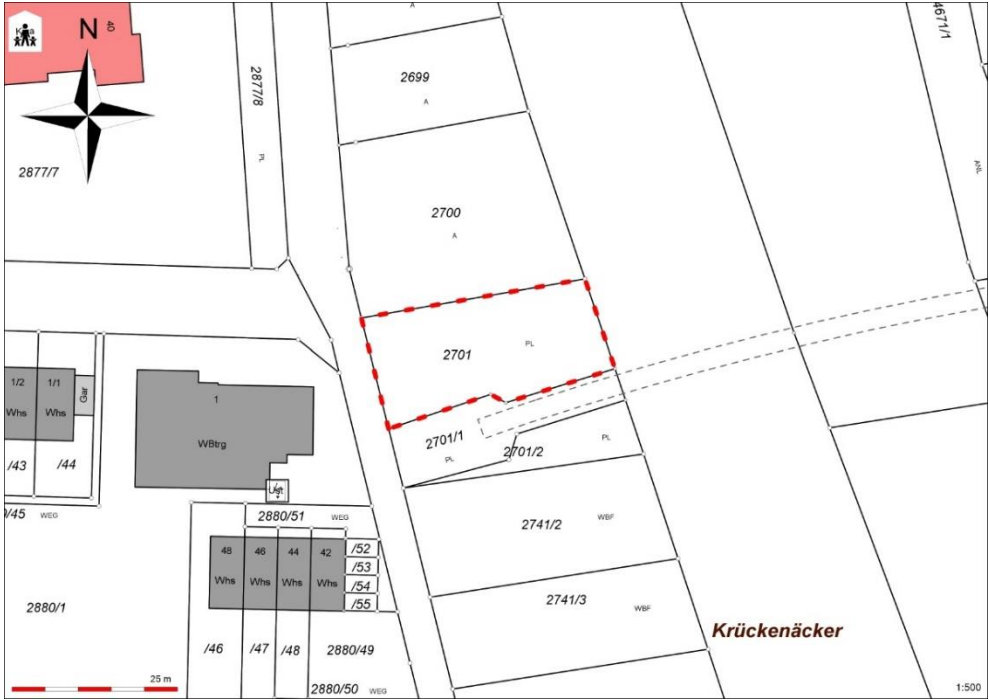 A
40
N
4671/1
2877/8
2699
A
PL
2877/7
ANL
2700
A
2701
PL
1/2
1/1
Gar
1
Whs
Whs
WBtrg
2701/1
PL
2701/2
PL
/43
/44
Ust
/45
WEG
2880/51
WEG
2741/2
WBF
48
46
44
42
/52
/53
Whs
Whs
Whs
Whs
/54
/55
2880/1
2741/3
WBF
Krückenäcker
/46
/47
/48
2880/49
25 m
2880/50
WEG
1:500